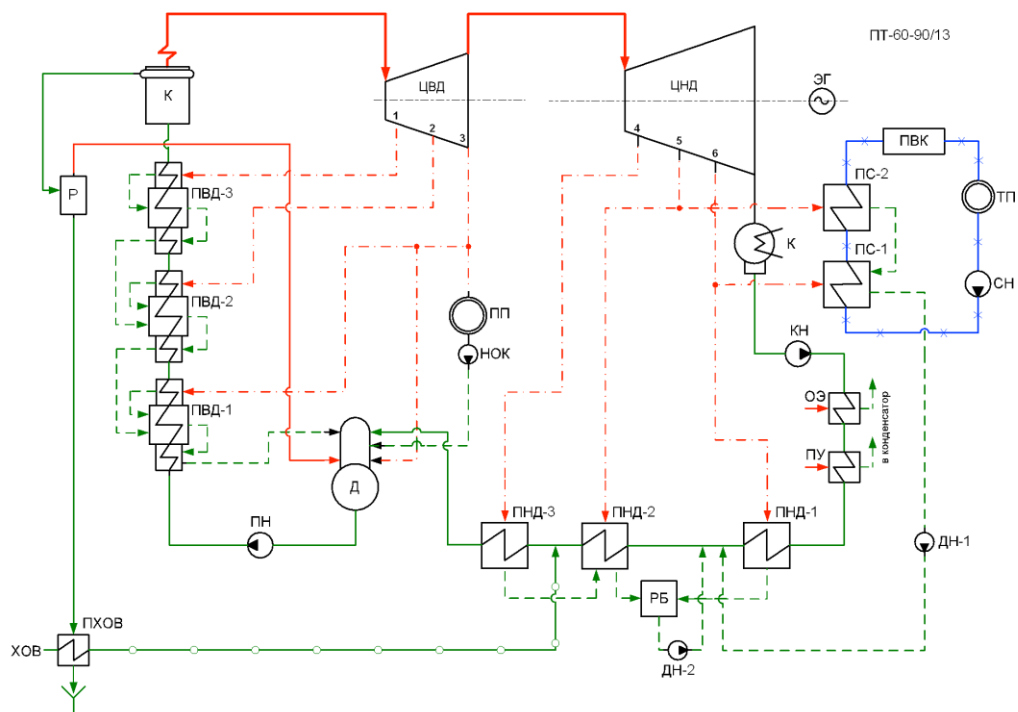 ПТ-60-90/13
К
ЦВД
1
2
3
ЦНД
4
5
6
ЭГ
ПВК
ПС-2
ТП
Р
ПВД-3
К
ПС-1
СН
ПВД-2
ПП
НОК
КН
ПВД-1
ОЭ
ПУ
в конденсатор
Д
ПН
ПНД-3
ПНД-2
ПНД-1
ДН-1
РБ
ПХОВ
ХОВ
ДН-2